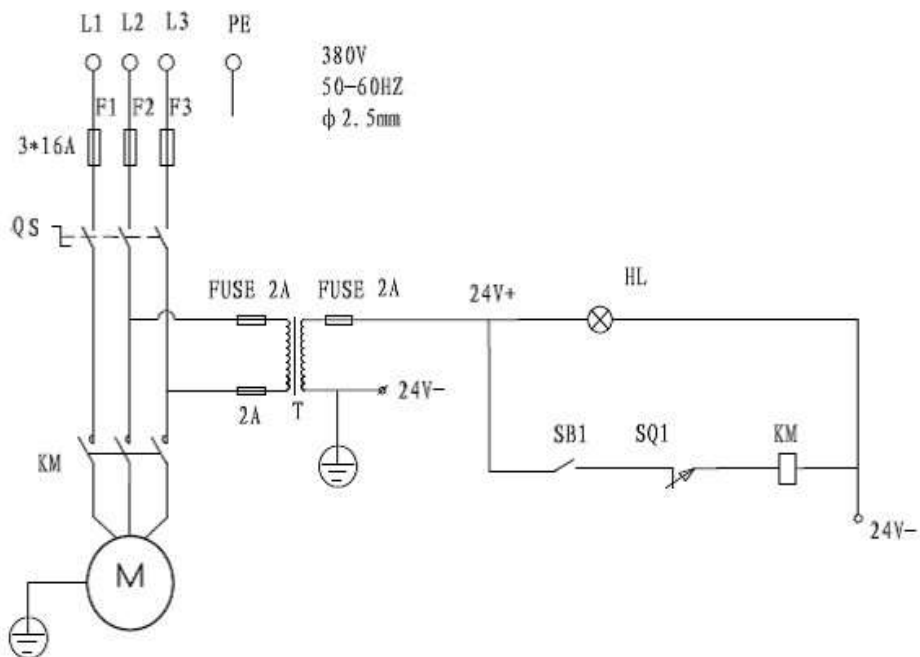 L1 L2 L3 PE
380V
50-60HZ
ϕ2.5mm
F1 F2 F3
3*16A
QS
FUSE 2A FUSE 2A
24V+
HL
2A
T
24V-
KM
SB1
SQ1
KM
24V-
M